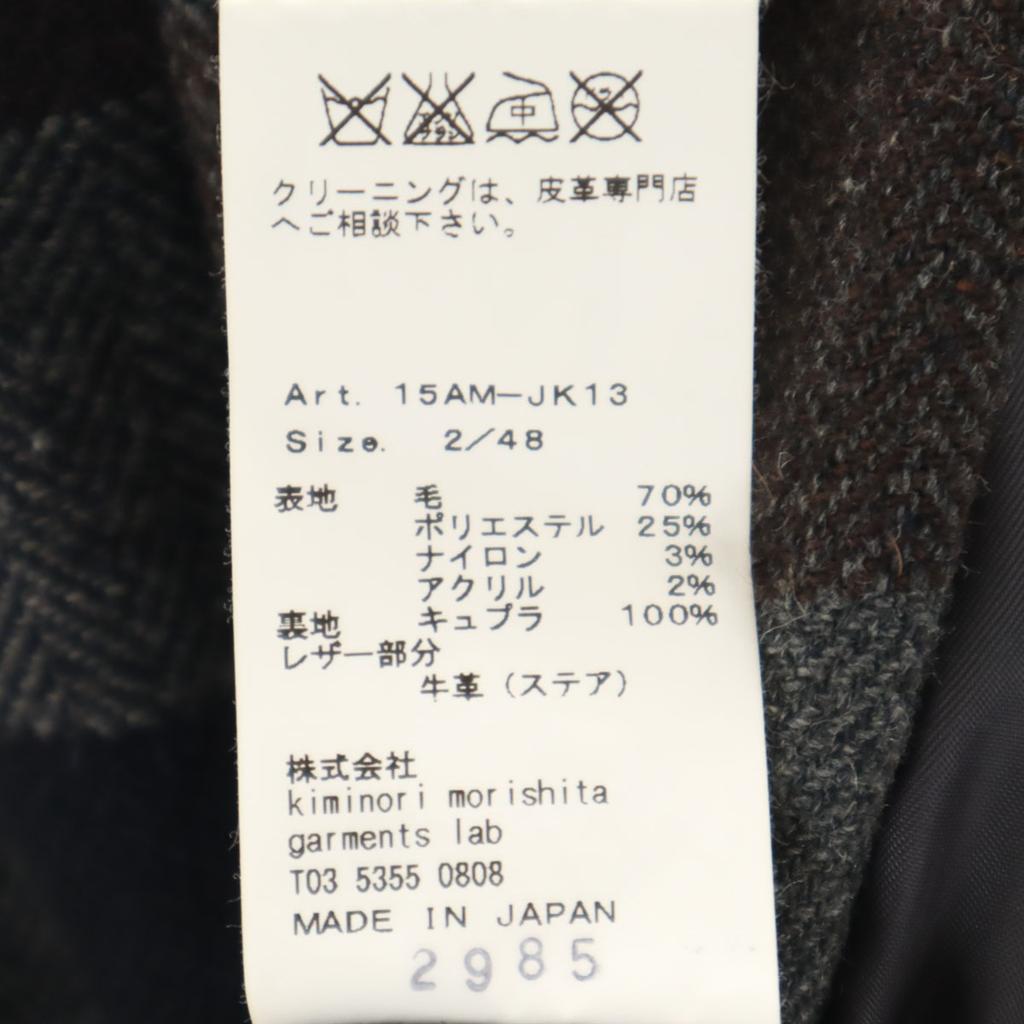 中
クリーニングは、皮革専門店
へご相談下さい。
Art. 15AM-JK13
Size. 2/48
表地 毛 70%
ポリエステル 25%
ナイロン 3%
アクリル 2%
裏地 キュプラ 100%
レザー部分
牛革（ステア）
株式会社
kiminori morishita
garments lab
T03 5355 0808
MADE IN JAPAN
2985